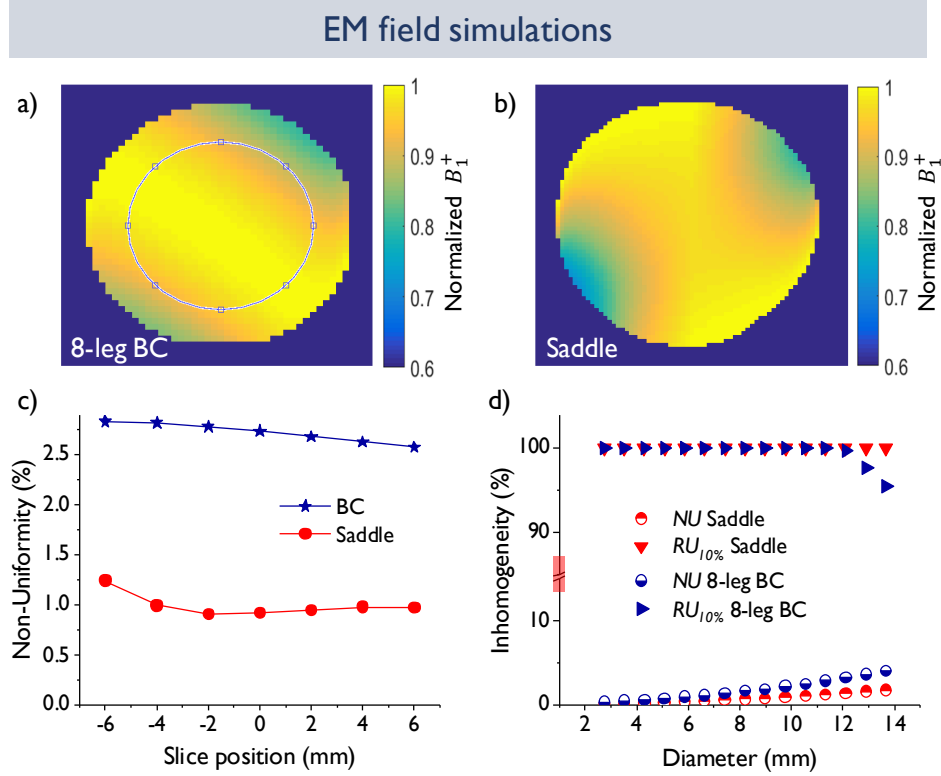 EM field simulations
a)
8-leg BC
1
0.9
0.8
0.7
0.6
Normalized B₁⁺
b)
Saddle
1
0.9
0.8
0.7
0.6
Normalized B₁⁺
c)
Non-Uniformity (%)
2.5
2.0
1.5
1.0
0.5
0.0
BC
Saddle
-6 -4 -2 0 2 4 6
Slice position (mm)
d)
Inhomogeneity (%)
100
90
10
0
NU Saddle
RU10% Saddle
NU 8-leg BC
RU10% 8-leg BC
2 4 6 8 10 12 14
Diameter (mm)